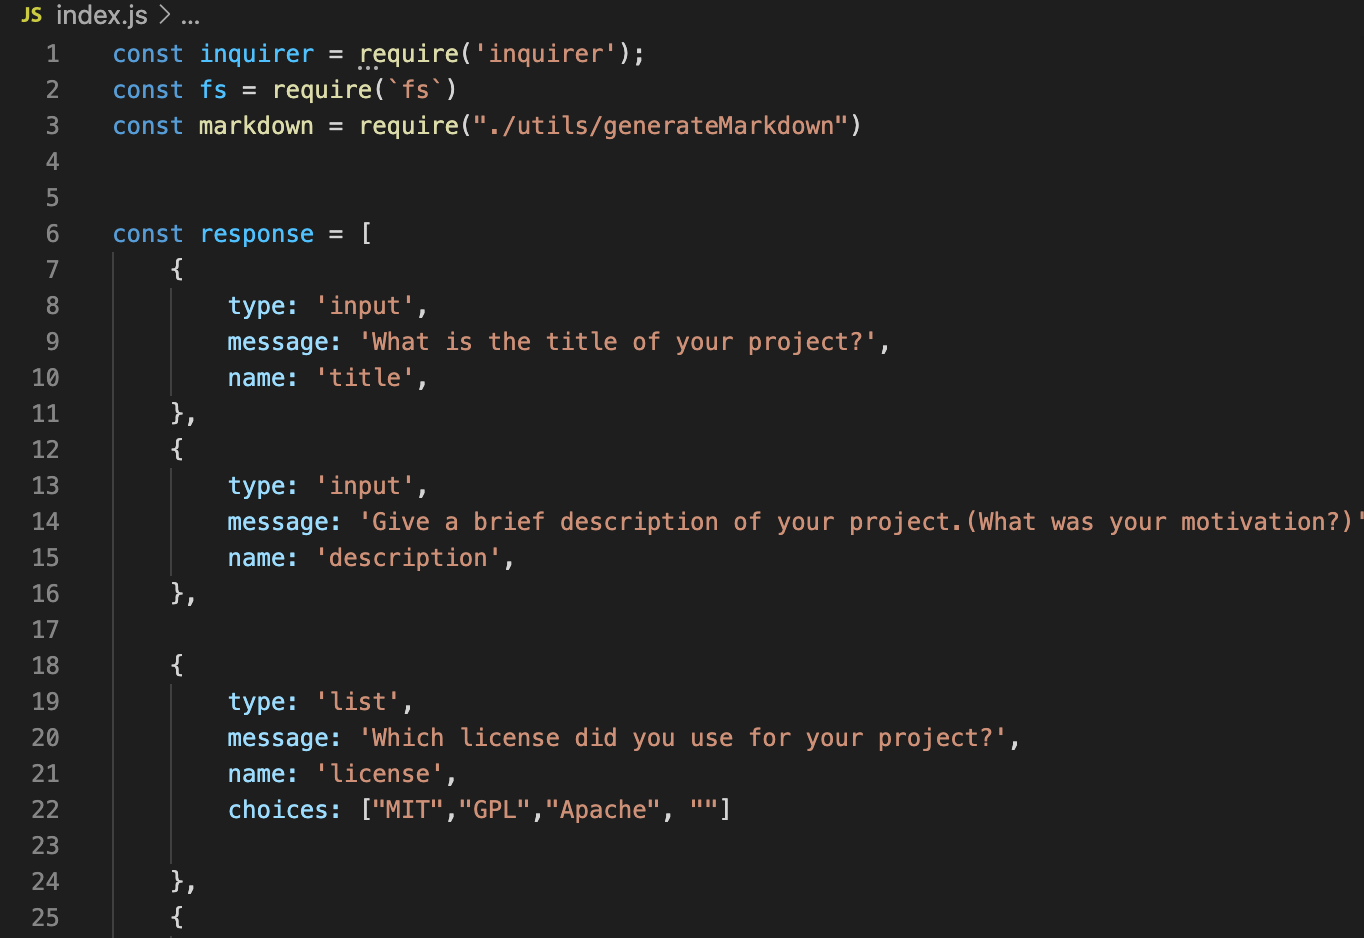 JS index.js > ...
1 const inquirer = require('inquirer');
2 const fs = require(`fs`)
3 const markdown = require("./utils/generateMarkdown")
4
5
6 const response = [
7 {
8 type: 'input',
9 message: 'What is the title of your project?',
10 name: 'title',
11 },
12 {
13 type: 'input',
14 message: 'Give a brief description of your project.(What was your motivation?)'
15 name: 'description',
16 },
17
18 {
19 type: 'list',
20 message: 'Which license did you use for your project?',
21 name: 'license',
22 choices: ["MIT","GPL","Apache", ""]
23
24 },
25 {